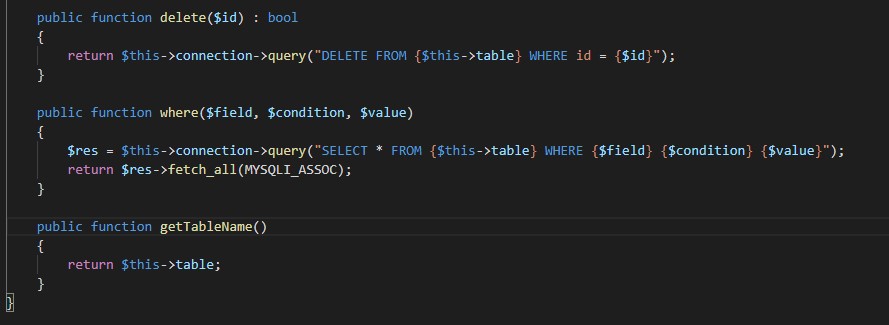 public function delete($id) : bool
{
return $this->connection->query("DELETE FROM {$this->table} WHERE id = {$id}");
}
public function where($field, $condition, $value)
{
$res = $this->connection->query("SELECT * FROM {$this->table} WHERE {$field} {$condition} {$value}");
return $res->fetch_all(MYSQLI_ASSOC);
}
public function getTableName()
{
return $this->table;
}
}